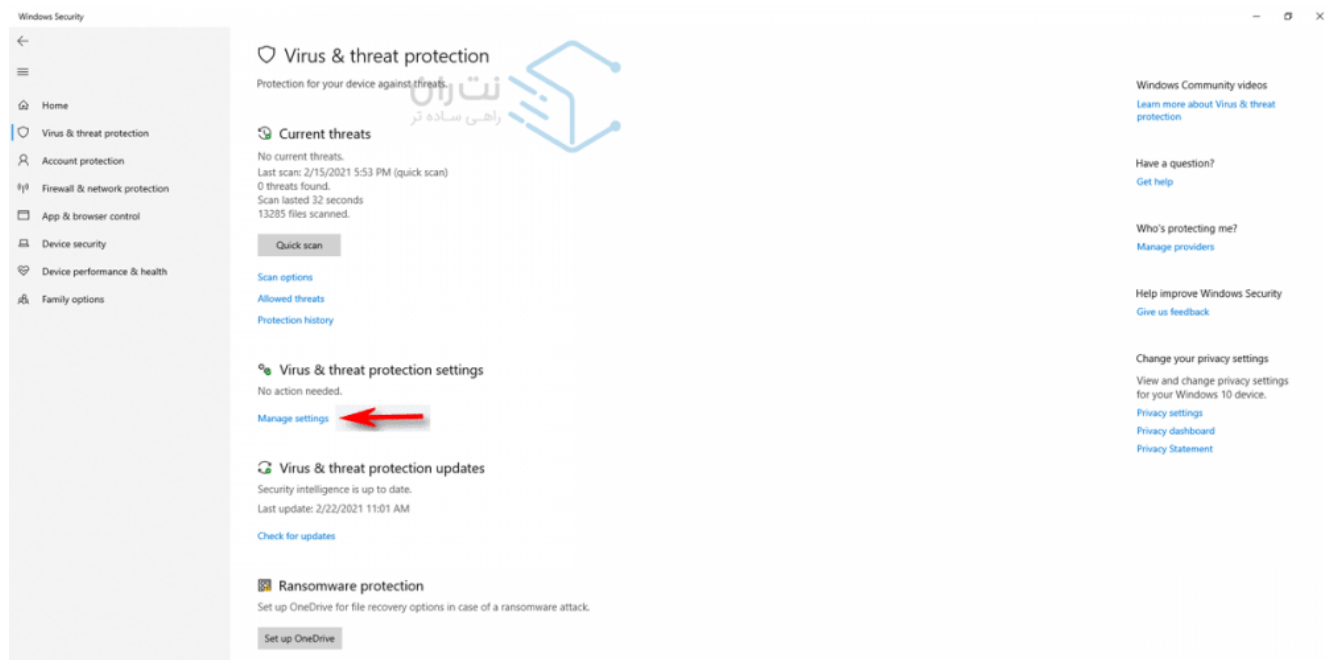 Windows Security
Home
Virus & threat protection
Account protection
Firewall & network protection
App & browser control
Device security
Device performance & health
Family options
Virus & threat protection
Protection for your device against threats.
نت ران
راهی ساده تر
Current threats
No current threats.
Last scan: 2/15/2021 5:53 PM (quick scan)
0 threats found.
Scan lasted 32 seconds
13285 files scanned.
Quick scan
Scan options
Allowed threats
Protection history
Virus & threat protection settings
No action needed.
Manage settings
Virus & threat protection updates
Security intelligence is up to date.
Last update: 2/22/2021 11:01 AM
Check for updates
Ransomware protection
Set up OneDrive for file recovery options in case of a ransomware attack.
Set up OneDrive
Windows Community videos
Learn more about Virus & threat
protection
Have a question?
Get help
Who's protecting me?
Manage providers
Help improve Windows Security
Give us feedback
Change your privacy settings
View and change privacy settings
for your Windows 10 device.
Privacy settings
Privacy dashboard
Privacy Statement